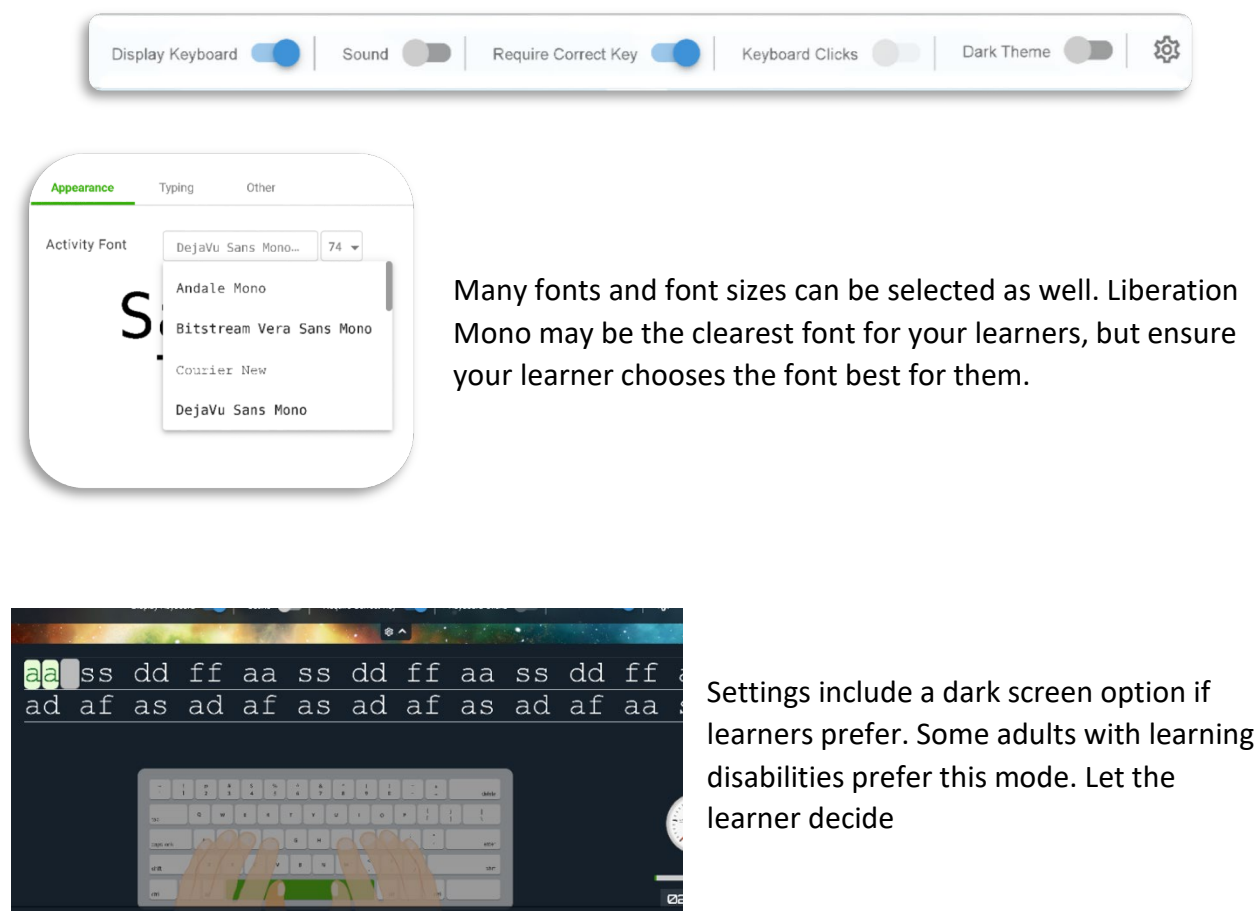 Display Keyboard Sound Require Correct Key Keyboard Clicks Dark Theme
Appearance Typing Other
Activity Font DejaVu Sans Mono… 74
Andale Mono
Bitstream Vera Sans Mono
Courier New
DejaVu Sans Mono
Many fonts and font sizes can be selected as well. Liberation
Mono may be the clearest font for your learners, but ensure
your learner chooses the font best for them.
aa ss dd ff aa ss dd ff aa ss dd ff
ad af as ad af as ad af as ad af aa
delete
Settings include a dark screen option if
learners prefer. Some adults with learning
disabilities prefer this mode. Let the
learner decide